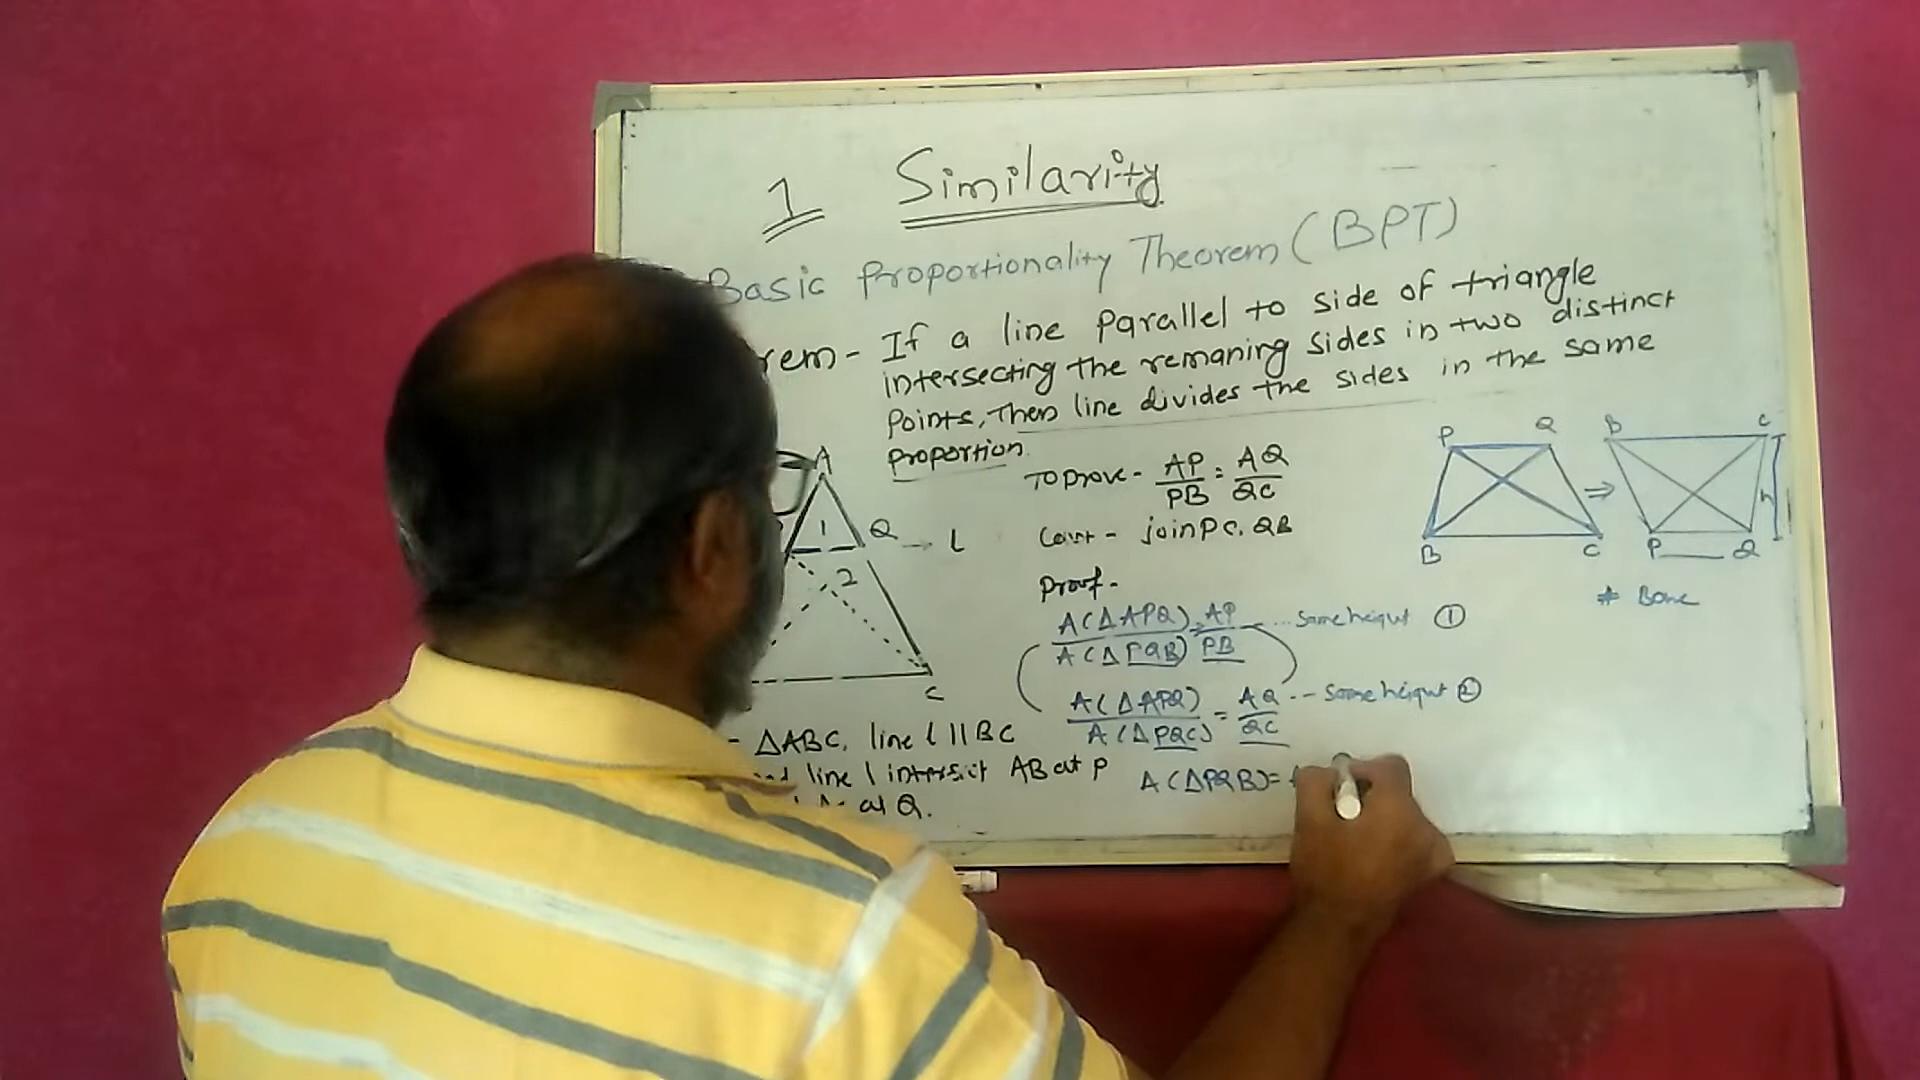 1 Similarity
Basic Proportionality Theorem (BPT)
rem - If a line parallel to side of triangle
intersecting the remaning sides in two distinct
points, then line divides the sides in the same
proportion.
To prove - AP/PB = AQ/QC
Const - join PC, QB
Proof -
A(ΔAPQ)/A(ΔPQB) = AP/PB ... Same height ①
A(ΔAPQ)/A(ΔPQC) = AQ/QC -- Same height ②
A(ΔPQB)=
A
1
Q
l
2
C
- ΔABC, line l || BC
line l intersect AB at P
at Q.
P Q B C
B C P Q
h
⇒